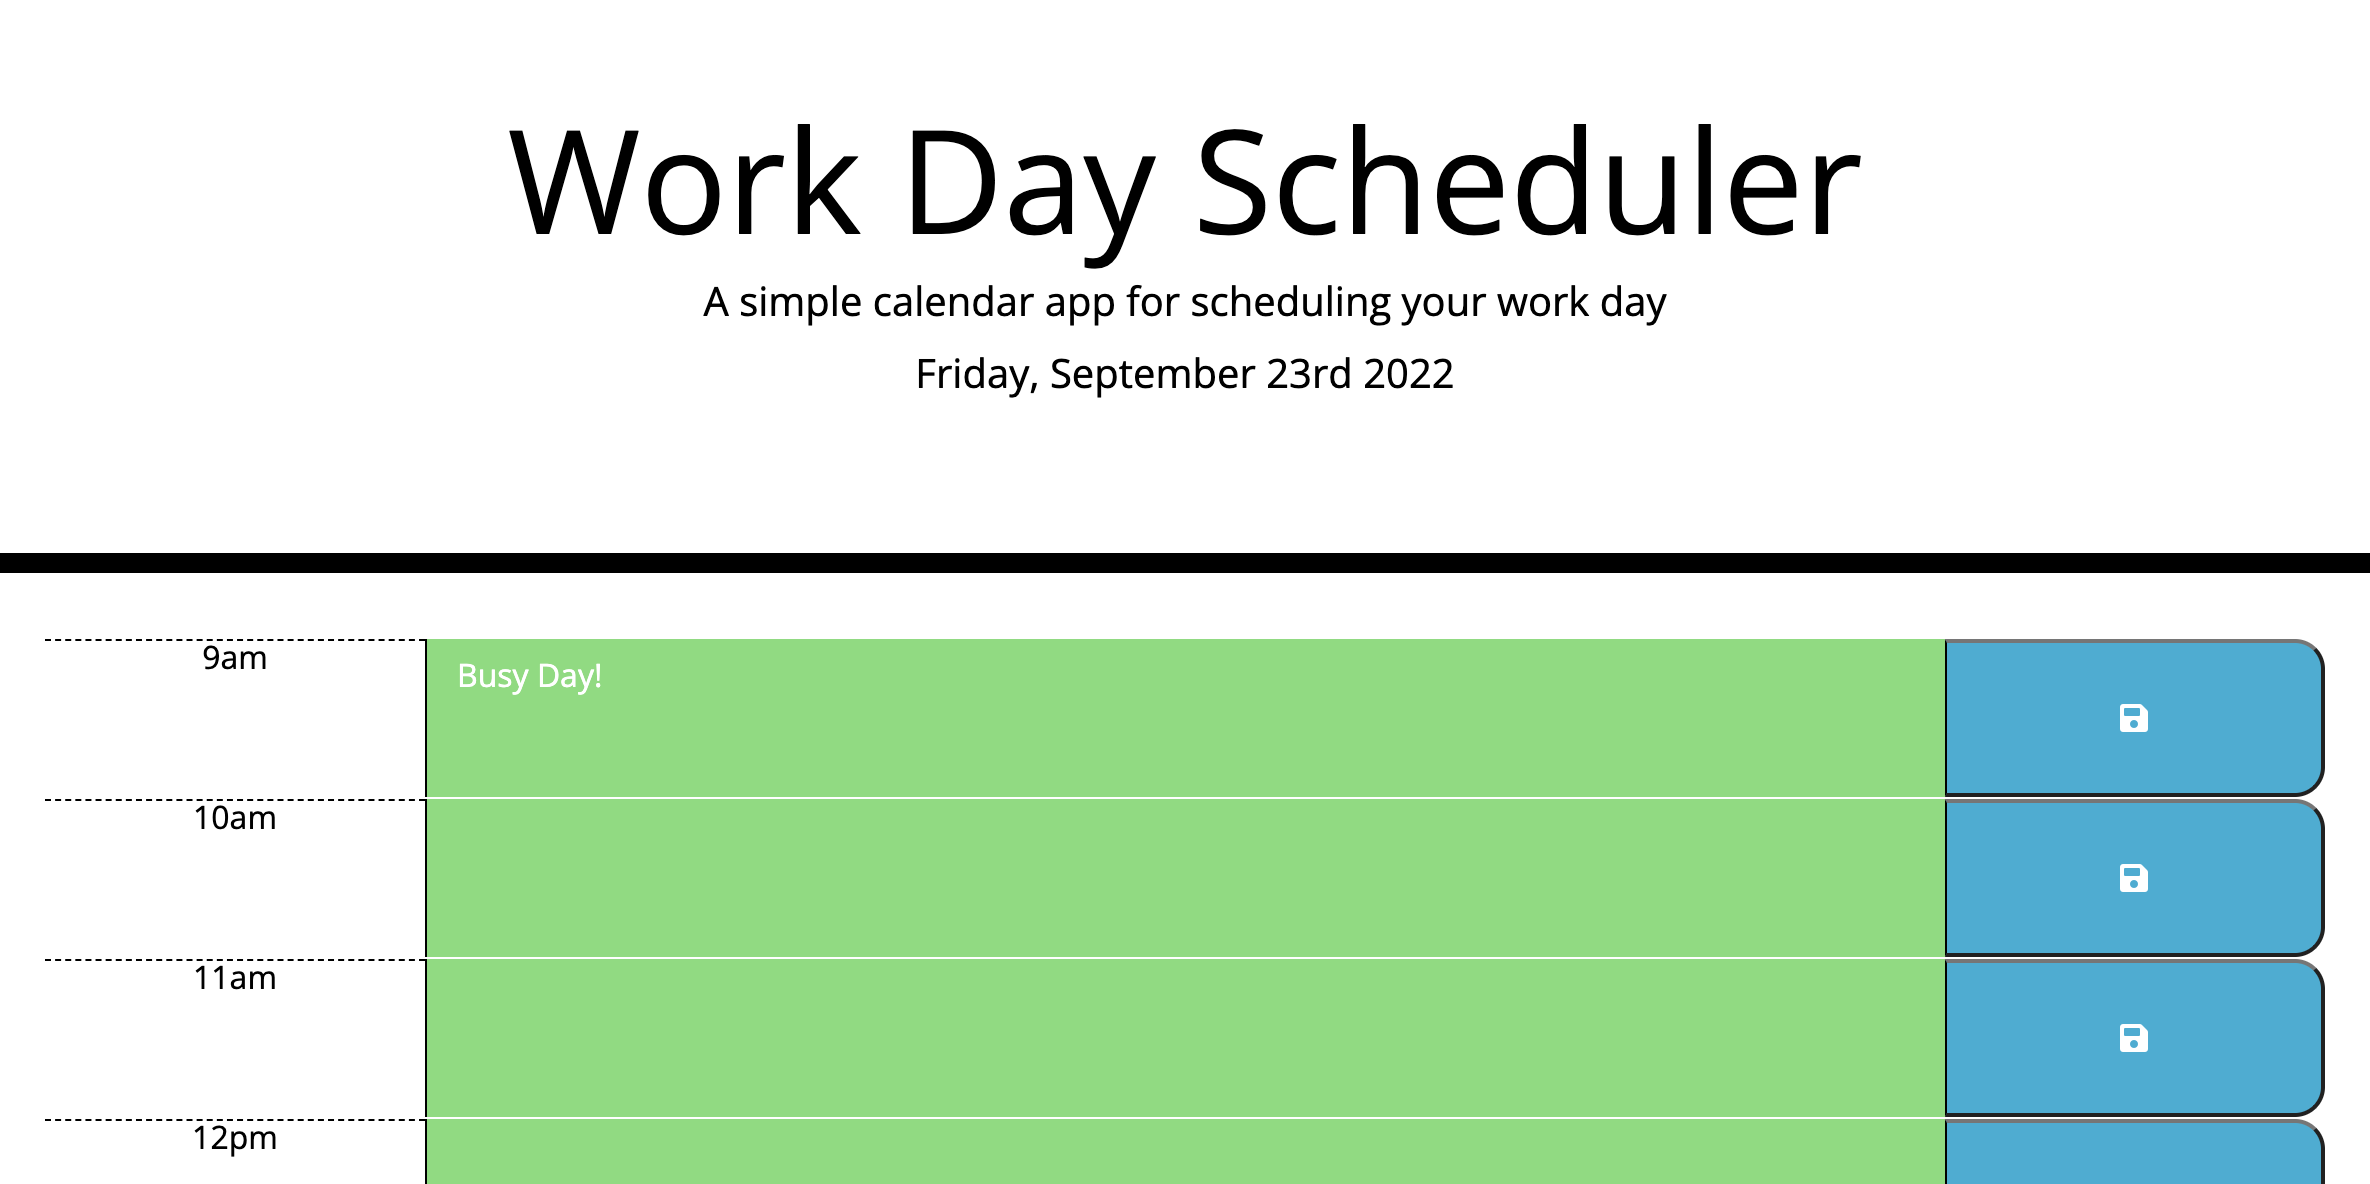 Work Day Scheduler
A simple calendar app for scheduling your work day
Friday, September 23rd 2022
9am
Busy Day!
10am
11am
12pm